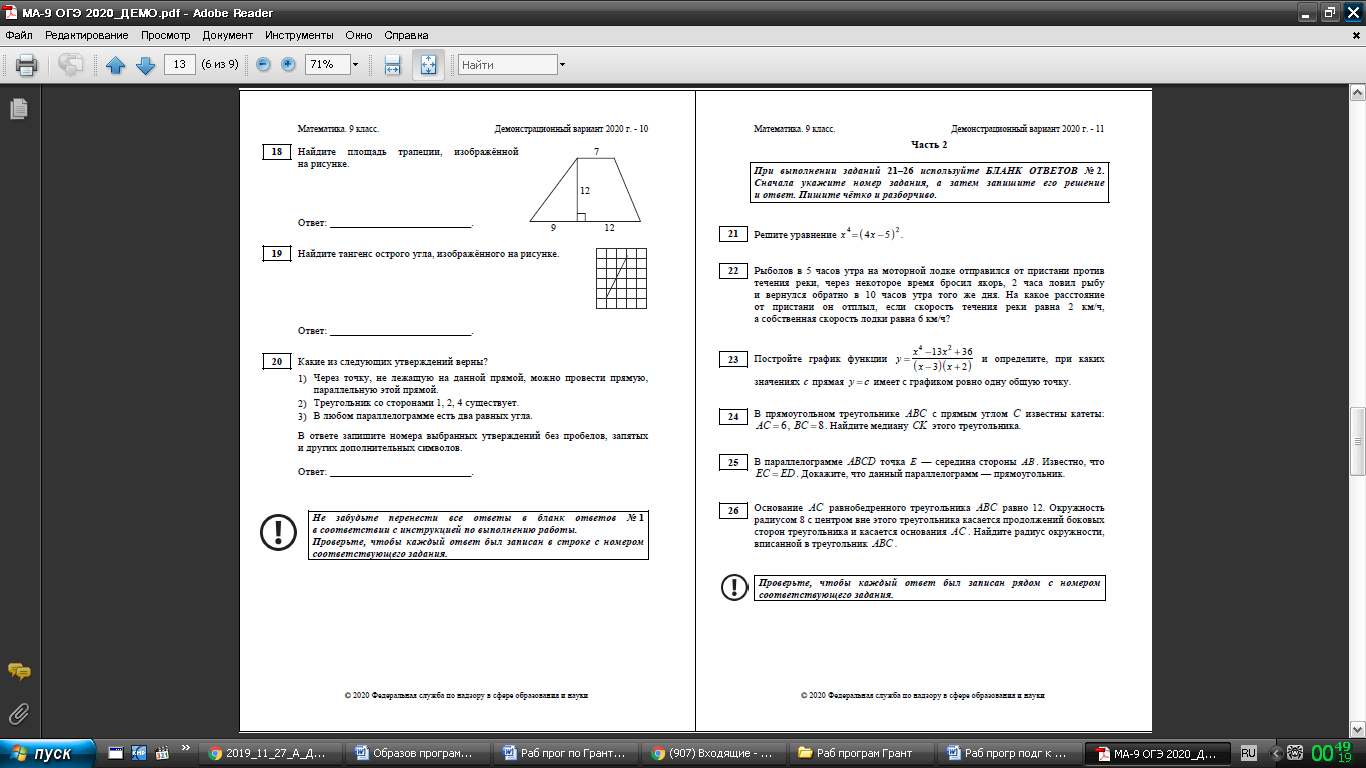 МА-9 ОГЭ 2020_ДЕМО.pdf - Adobe Reader
Файл Редактирование Просмотр Документ Инструменты Окно Справка
13 (6 из 9) 71% Найти
Математика. 9 класс. Демонстрационный вариант 2020 г. - 10
18 Найдите площадь трапеции, изображённой
на рисунке.
7
12
9 12
Ответ: ___________________________.
19 Найдите тангенс острого угла, изображённого на рисунке.
Ответ: ___________________________.
20 Какие из следующих утверждений верны?
1) Через точку, не лежащую на данной прямой, можно провести прямую,
параллельную этой прямой.
2) Треугольник со сторонами 1, 2, 4 существует.
3) В любом параллелограмме есть два равных угла.
В ответе запишите номера выбранных утверждений без пробелов, запятых
и других дополнительных символов.
Ответ: ___________________________.
Не забудьте перенести все ответы в бланк ответов № 1
в соответствии с инструкцией по выполнению работы.
Проверьте, чтобы каждый ответ был записан в строке с номером
соответствующего задания.
© 2020 Федеральная служба по надзору в сфере образования и науки
Математика. 9 класс. Демонстрационный вариант 2020 г. - 11
Часть 2
При выполнении заданий 21–26 используйте БЛАНК ОТВЕТОВ № 2.
Сначала укажите номер задания, а затем запишите его решение
и ответ. Пишите чётко и разборчиво.
21 Решите уравнение x⁴=(4x−5)².
22 Рыболов в 5 часов утра на моторной лодке отправился от пристани против
течения реки, через некоторое время бросил якорь, 2 часа ловил рыбу
и вернулся обратно в 10 часов утра того же дня. На какое расстояние
от пристани он отплыл, если скорость течения реки равна 2 км/ч,
а собственная скорость лодки равна 6 км/ч?
23 Постройте график функции y=(x⁴−13x²+36)/((x−3)(x+2)) и определите, при каких
значениях c прямая y=c имеет с графиком ровно одну общую точку.
24 В прямоугольном треугольнике ABC с прямым углом C известны катеты:
AC=6, BC=8. Найдите медиану CK этого треугольника.
25 В параллелограмме ABCD точка E — середина стороны AB. Известно, что
EC=ED. Докажите, что данный параллелограмм — прямоугольник.
26 Основание AC равнобедренного треугольника ABC равно 12. Окружность
радиусом 8 с центром вне этого треугольника касается продолжений боковых
сторон треугольника и касается основания AC. Найдите радиус окружности,
вписанной в треугольник ABC.
Проверьте, чтобы каждый ответ был записан рядом с номером
соответствующего задания.
© 2020 Федеральная служба по надзору в сфере образования и науки
пуск 2019_11_27_А_Д... Образов програм... Раб прог по Грант... (907) Входящие - ... Раб програм Грант Раб прогр подг к ... МА-9 ОГЭ 2020_Д... RU 00 49 19